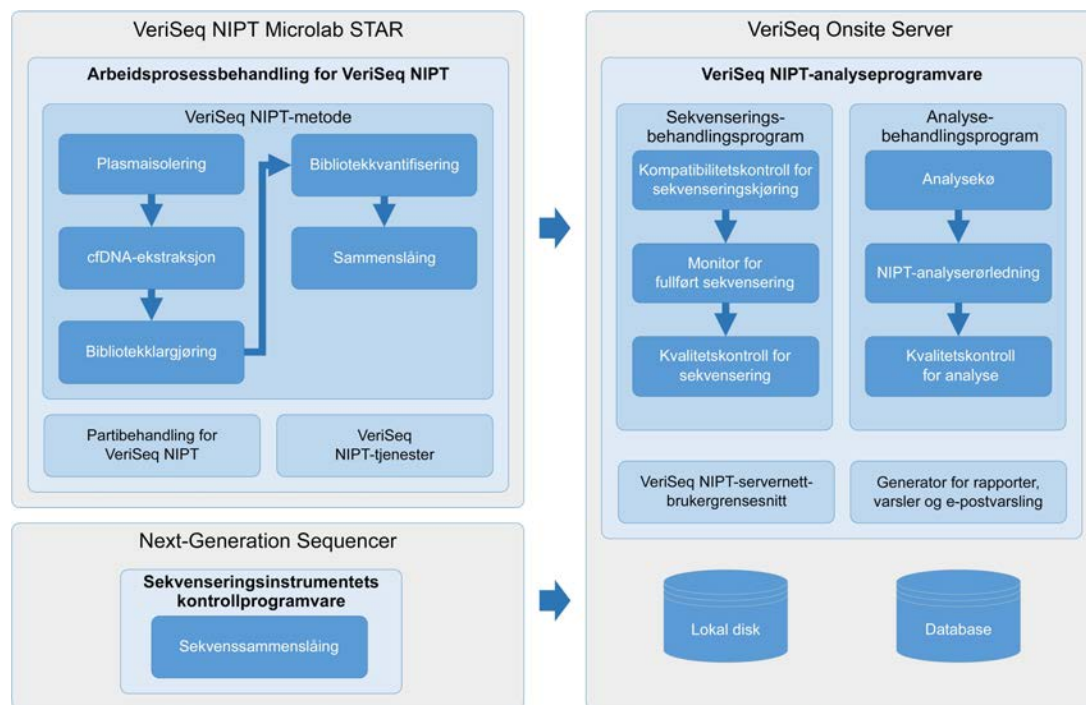 VeriSeq NIPT Microlab STAR
Arbeidsprosessbehandling for VeriSeq NIPT
VeriSeq NIPT-metode
Plasmaisolering
cfDNA-ekstraksjon
Bibliotekklargjøring
Bibliotekkvantifisering
Sammenslåing
Partibehandling for
VeriSeq NIPT
VeriSeq
NIPT-tjenester
Next-Generation Sequencer
Sekvenseringsinstrumentets
kontrollprogramvare
Sekvenssammenslåing
VeriSeq Onsite Server
VeriSeq NIPT-analyseprogramvare
Sekvenserings-
behandlingsprogram
Kompatibilitetskontroll for
sekvenseringskjøring
Monitor for
fullført sekvensering
Kvalitetskontroll for
sekvensering
Analyse-
behandlingsprogram
Analysekø
NIPT-analyserørledning
Kvalitetskontroll
for analyse
VeriSeq NIPT-servernett-
brukergrensesnitt
Generator for rapporter,
varsler og e-postvarsling
Lokal disk
Database